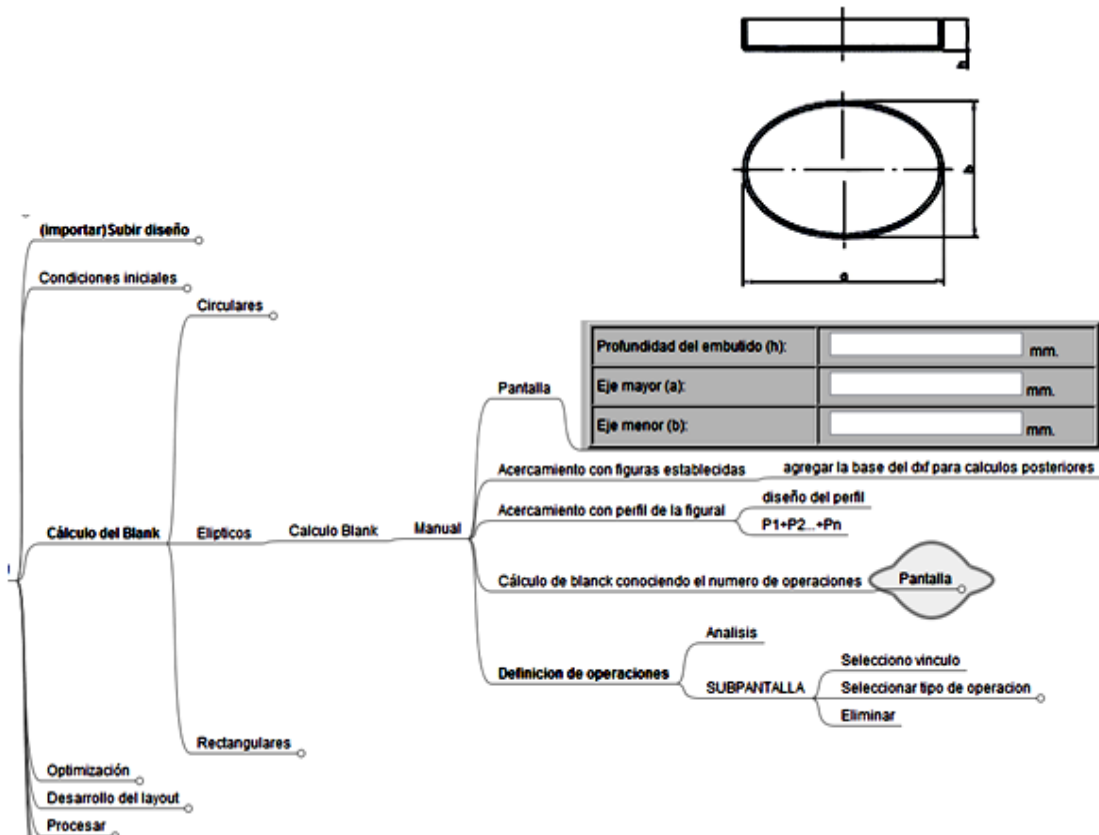 h
b
a
(importar)Subir diseño
Condiciones iniciales
Circulares
Profundidad del embutido (h): mm.
Eje mayor (a): mm.
Eje menor (b): mm.
Pantalla
Acercamiento con figuras establecidas
agregar la base del dxf para calculos posteriores
Acercamiento con perfil de la figural
diseño del perfil
P1+P2...+Pn
Cálculo del Blank
Elipticos
Calculo Blank
Manual
Cálculo de blanck conociendo el numero de operaciones
Pantalla
Analisis
Definicion de operaciones
SUBPANTALLA
Selecciono vinculo
Seleccionar tipo de operacion
Eliminar
Rectangulares
Optimización
Desarrollo del layout
Procesar